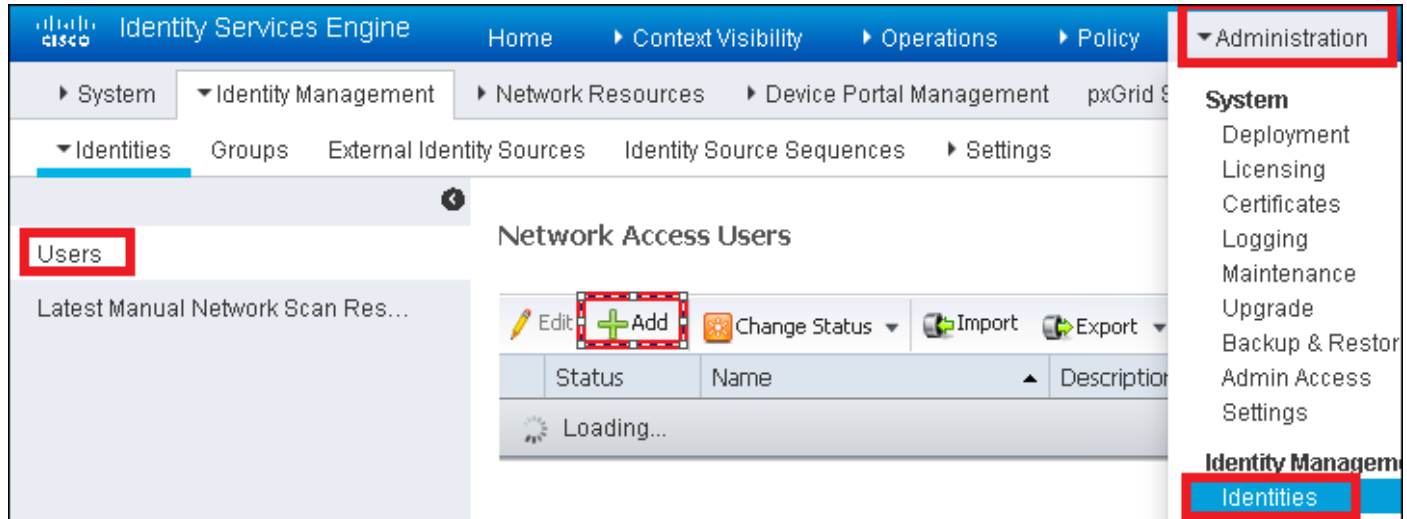 cisco Identity Services Engine Home Context Visibility Operations Policy Administration
System Identity Management Network Resources Device Portal Management pxGrid S
Identities Groups External Identity Sources Identity Source Sequences Settings
Users
Latest Manual Network Scan Res...
Network Access Users
Edit Add Change Status Import Export
Status Name Description
Loading...
System
Deployment
Licensing
Certificates
Logging
Maintenance
Upgrade
Backup & Restor
Admin Access
Settings
Identity Managem
Identities